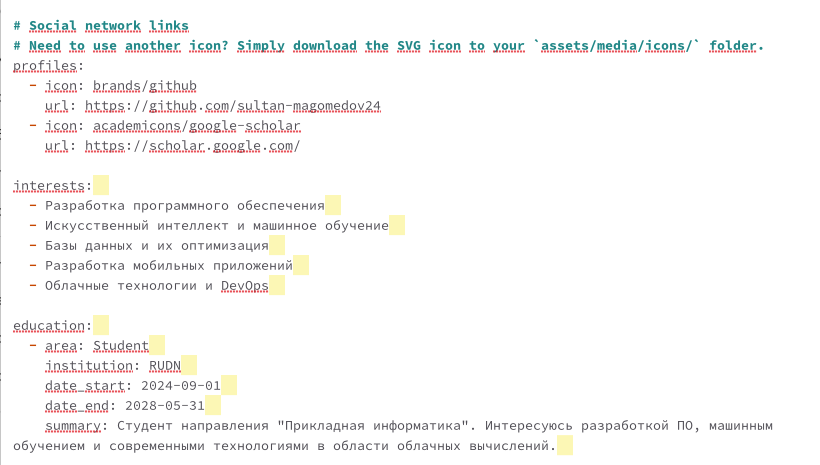 # Social network links
# Need to use another icon? Simply download the SVG icon to your `assets/media/icons/` folder.
profiles:
  - icon: brands/github
    url: https://github.com/sultan-magomedov24
  - icon: academicons/google-scholar
    url: https://scholar.google.com/

interests:
  - Разработка программного обеспечения
  - Искусственный интеллект и машинное обучение
  - Базы данных и их оптимизация
  - Разработка мобильных приложений
  - Облачные технологии и DevOps

education:
  - area: Student
    institution: RUDN
    date_start: 2024-09-01
    date_end: 2028-05-31
    summary: Студент направления "Прикладная информатика". Интересуюсь разработкой ПО, машинным
обучением и современными технологиями в области облачных вычислений.